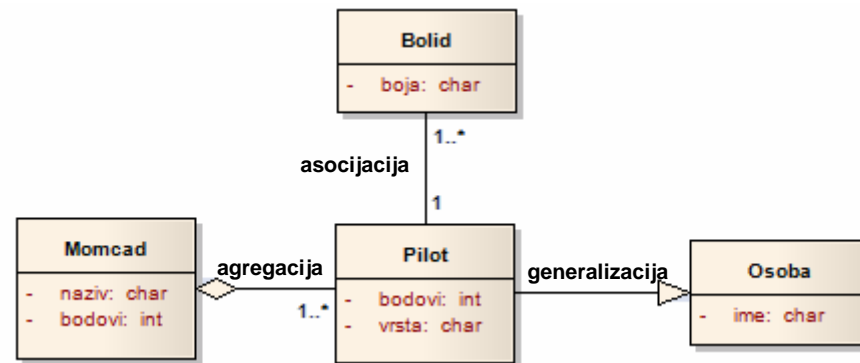 Bolid
- boja: char
1..*
asocijacija
1
Momcad
- naziv: char
- bodovi: int
agregacija
1..*
Pilot
- bodovi: int
- vrsta: char
generalizacija
Osoba
- ime: char